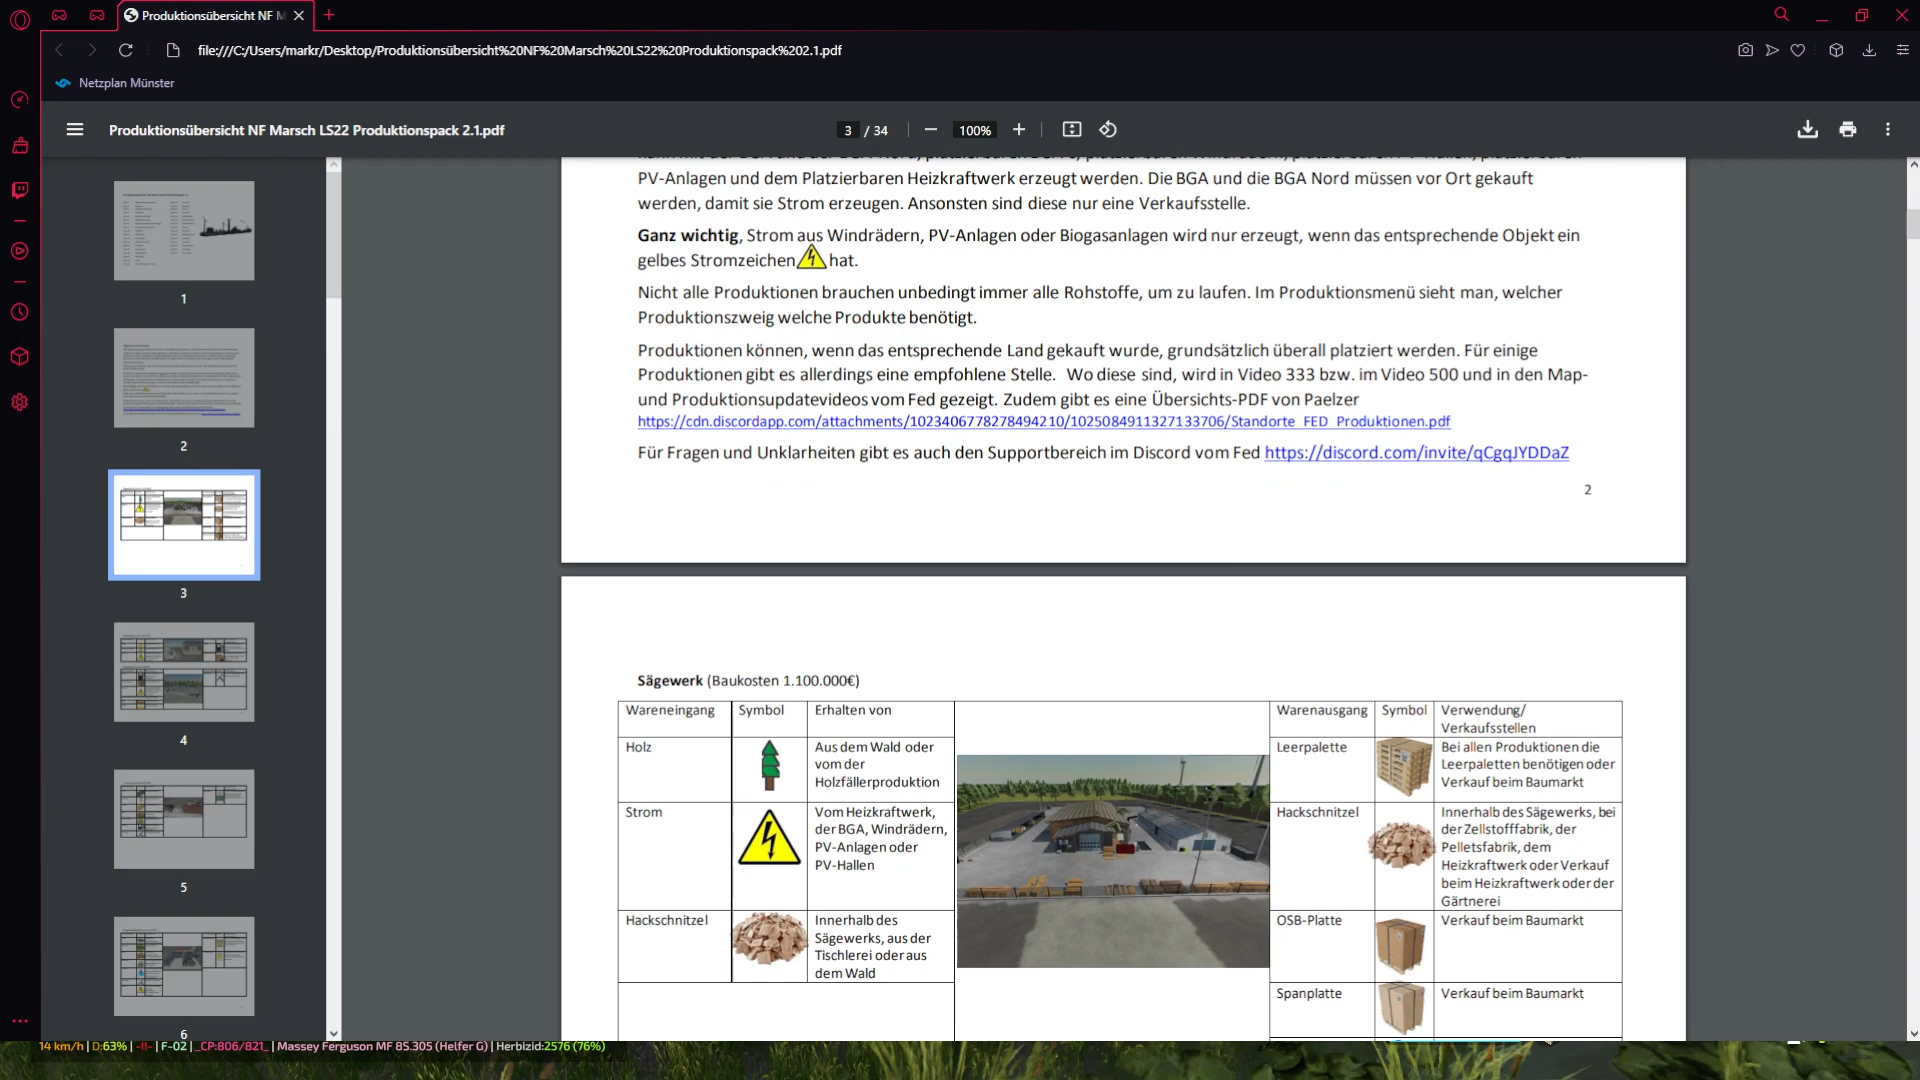 Produktionsübersicht NF M
file:///C:/Users/markr/Desktop/Produktionsübersicht%20NF%20Marsch%20LS22%20Produktionspack%202.1.pdf
Netzplan Münster
Produktionsübersicht NF Marsch LS22 Produktionspack 2.1.pdf
3 / 34
100%
1
2
3
4
5
6
PV-Anlagen und dem Platzierbaren Heizkraftwerk erzeugt werden. Die BGA und die BGA Nord müssen vor Ort gekauft
werden, damit sie Strom erzeugen. Ansonsten sind diese nur eine Verkaufsstelle.
Ganz wichtig, Strom aus Windrädern, PV-Anlagen oder Biogasanlagen wird nur erzeugt, wenn das entsprechende Objekt ein
gelbes Stromzeichen hat.
Nicht alle Produktionen brauchen unbedingt immer alle Rohstoffe, um zu laufen. Im Produktionsmenü sieht man, welcher
Produktionszweig welche Produkte benötigt.
Produktionen können, wenn das entsprechende Land gekauft wurde, grundsätzlich überall platziert werden. Für einige
Produktionen gibt es allerdings eine empfohlene Stelle. Wo diese sind, wird in Video 333 bzw. im Video 500 und in den Map-
und Produktionsupdatevideos vom Fed gezeigt. Zudem gibt es eine Übersichts-PDF von Paelzer
https://cdn.discordapp.com/attachments/1023406778278494210/1025084911327133706/Standorte_FED_Produktionen.pdf
Für Fragen und Unklarheiten gibt es auch den Supportbereich im Discord vom Fed https://discord.com/invite/qCgqJYDDaZ
2
Sägewerk (Baukosten 1.100.000€)
Wareneingang
Symbol
Erhalten von
Holz
Aus dem Wald oder
vom der
Holzfällerproduktion
Strom
Vom Heizkraftwerk,
der BGA, Windrädern,
PV-Anlagen oder
PV-Hallen
Hackschnitzel
Innerhalb des
Sägewerks, aus der
Tischlerei oder aus
dem Wald
Warenausgang
Symbol
Verwendung/
Verkaufsstellen
Leerpalette
Bei allen Produktionen die
Leerpaletten benötigen oder
Verkauf beim Baumarkt
Hackschnitzel
Innerhalb des Sägewerks, bei
der Zellstofffabrik, der
Pelletsfabrik, dem
Heizkraftwerk oder Verkauf
beim Heizkraftwerk oder der
Gärtnerei
OSB-Platte
Verkauf beim Baumarkt
Spanplatte
Verkauf beim Baumarkt
14 km/h | D:63% | -!!- | F-02 | _CP:806/821_ | Massey Ferguson MF 8S.305 (Helfer G) | Herbizid:2576 (76%)